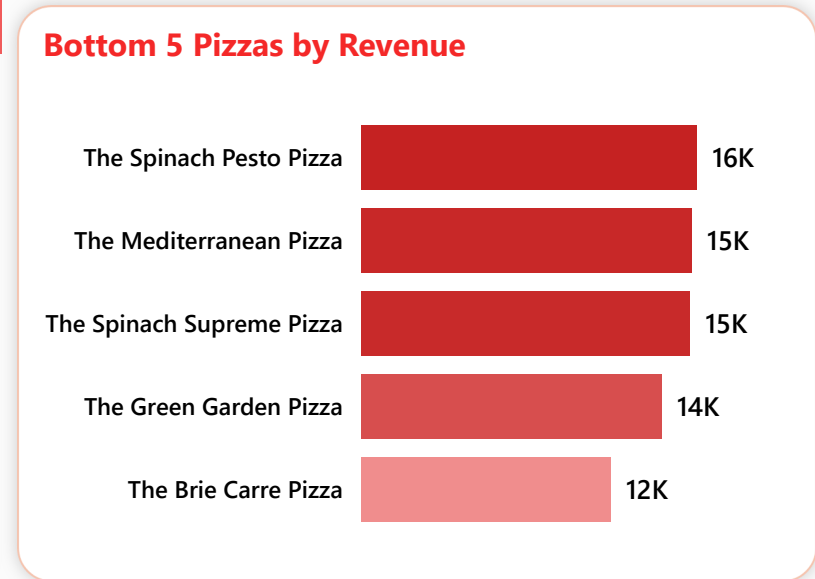 Bottom 5 Pizzas by Revenue
The Spinach Pesto Pizza 16K
The Mediterranean Pizza 15K
The Spinach Supreme Pizza 15K
The Green Garden Pizza 14K
The Brie Carre Pizza 12K